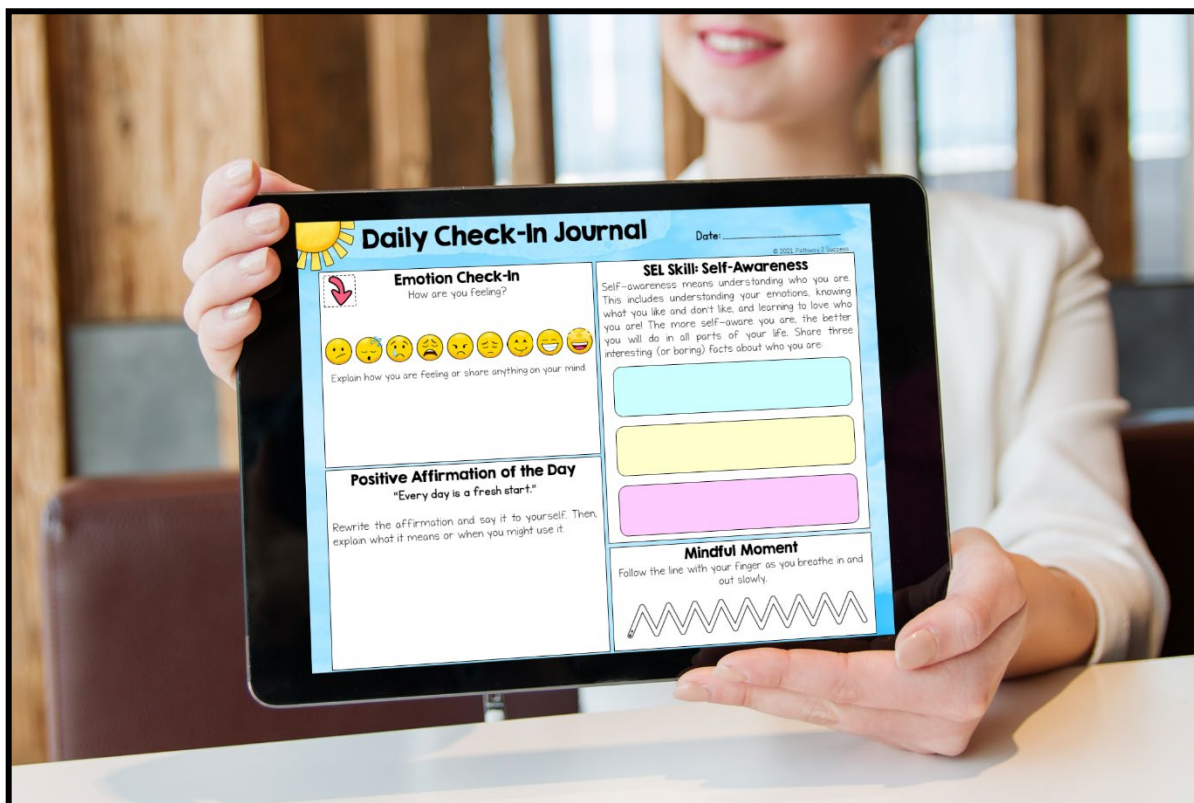 Daily Check-In Journal
Date:
© 2021 Pathway 2 Success
Emotion Check-In
How are you feeling?
Explain how you are feeling or share anything on your mind.
Positive Affirmation of the Day
"Every day is a fresh start."
Rewrite the affirmation and say it to yourself. Then,
explain what it means or when you might use it.
SEL Skill: Self-Awareness
Self-awareness means understanding who you are.
This includes understanding your emotions, knowing
what you like and don't like, and learning to love who
you are! The more self-aware you are, the better
you will do in all parts of your life. Share three
interesting (or boring) facts about who you are.
Mindful Moment
Follow the line with your finger as you breathe in and
out slowly.